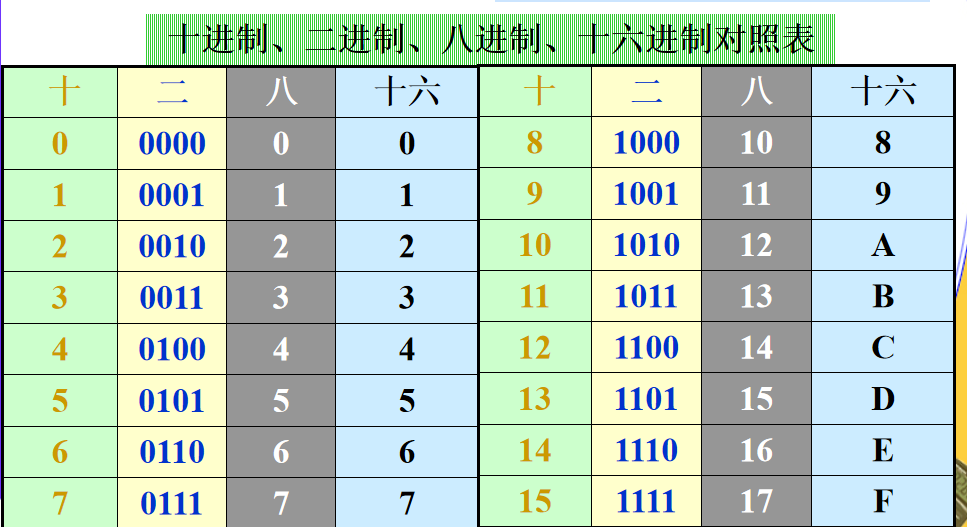 十进制、二进制、八进制、十六进制对照表
十 二 八 十六 十 二 八 十六
0 0000 0 0 8 1000 10 8
1 0001 1 1 9 1001 11 9
2 0010 2 2 10 1010 12 A
3 0011 3 3 11 1011 13 B
4 0100 4 4 12 1100 14 C
5 0101 5 5 13 1101 15 D
6 0110 6 6 14 1110 16 E
7 0111 7 7 15 1111 17 F